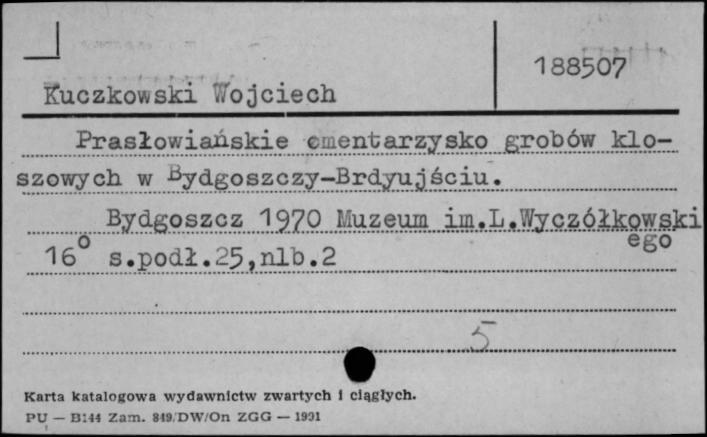 188507
Kuczkowski Wojciech
Prasłowiańskie cmentarzysko grobów klo-
szowych w Bydgoszczy-Brdyujściu.
Bydgoszcz 1970 Muzeum im.L.Wyczółkowski
ego
16° s.podł.25,nlb.2
5
Karta katalogowa wydawnictw zwartych i ciągłych.
PU — B144 Zam. 849/DW/On ZGG — 1991